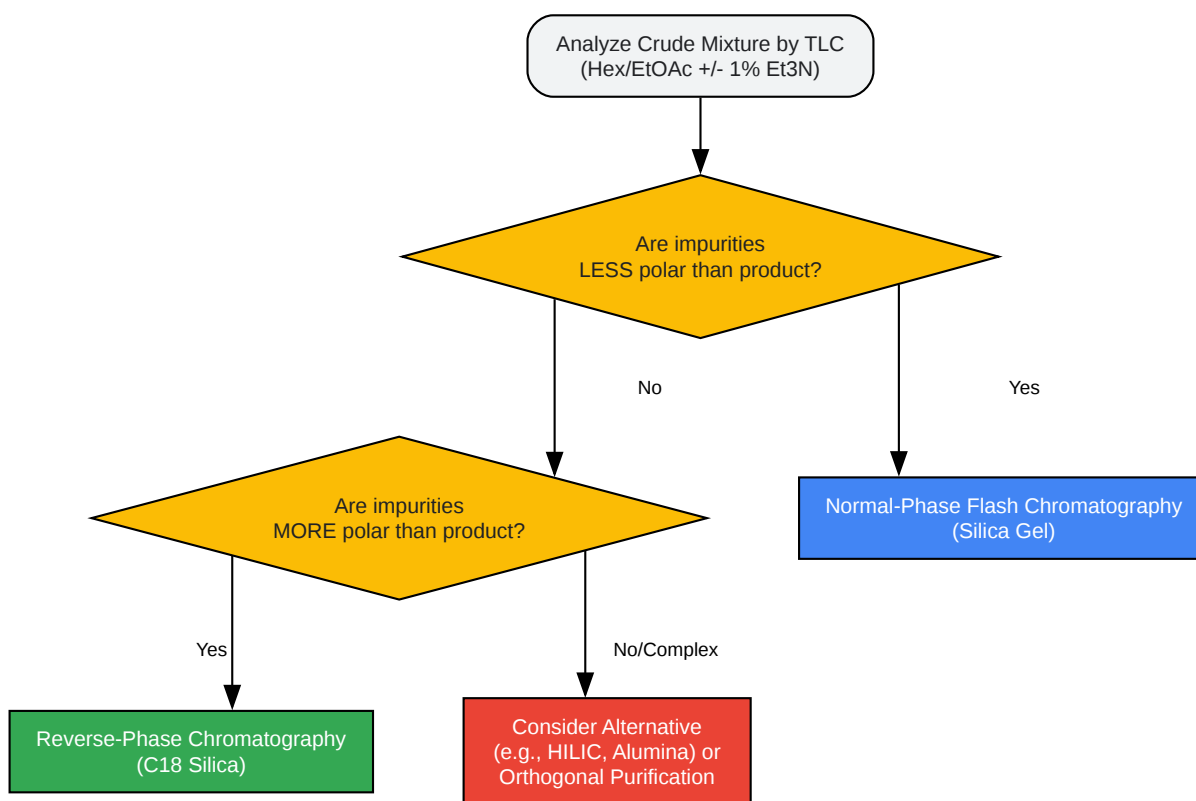 Analyze Crude Mixture by TLC
(Hex/EtOAc +/- 1% Et3N)
Are impurities
LESS polar than product?
No
Yes
Are impurities
MORE polar than product?
Normal-Phase Flash Chromatography
(Silica Gel)
Yes
No/Complex
Reverse-Phase Chromatography
(C18 Silica)
Consider Alternative
(e.g., HILIC, Alumina) or
Orthogonal Purification